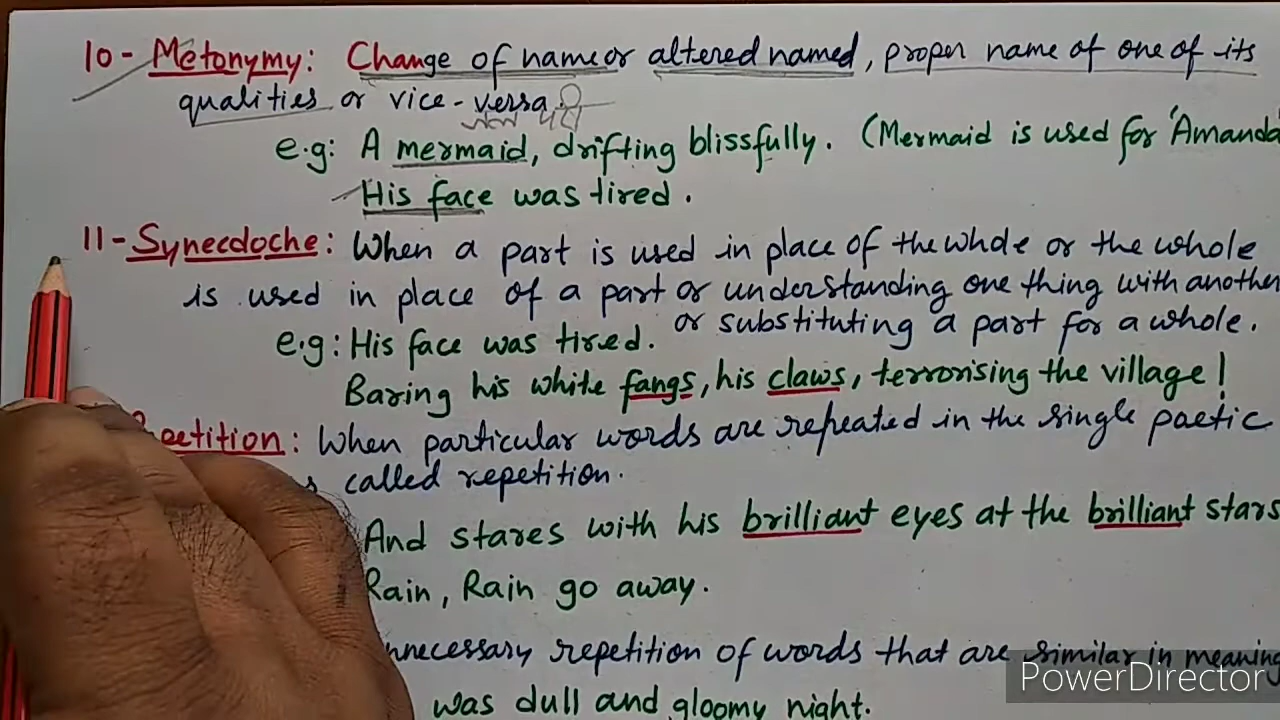 10- Metonymy: Change of name or altered named, proper name of one of its
qualities or vice-versa.
e.g: A mermaid, drifting blissfully. (Mermaid is used for 'Amanda
His face was tired.
11- Synecdoche: When a part is used in place of the whole or the whole
is used in place of a part or understanding one thing with another
or substituting a part for a whole.
e.g: His face was tired.
Baring his white fangs, his claws, terrorising the village!
petition: When particular words are repeated in the single poetic
called repetition.
And stares with his brilliant eyes at the brilliant stars
Rain, Rain go away.
nnecessary repetition of words that are similar in meaning
was dull and gloomy night.
PowerDirector